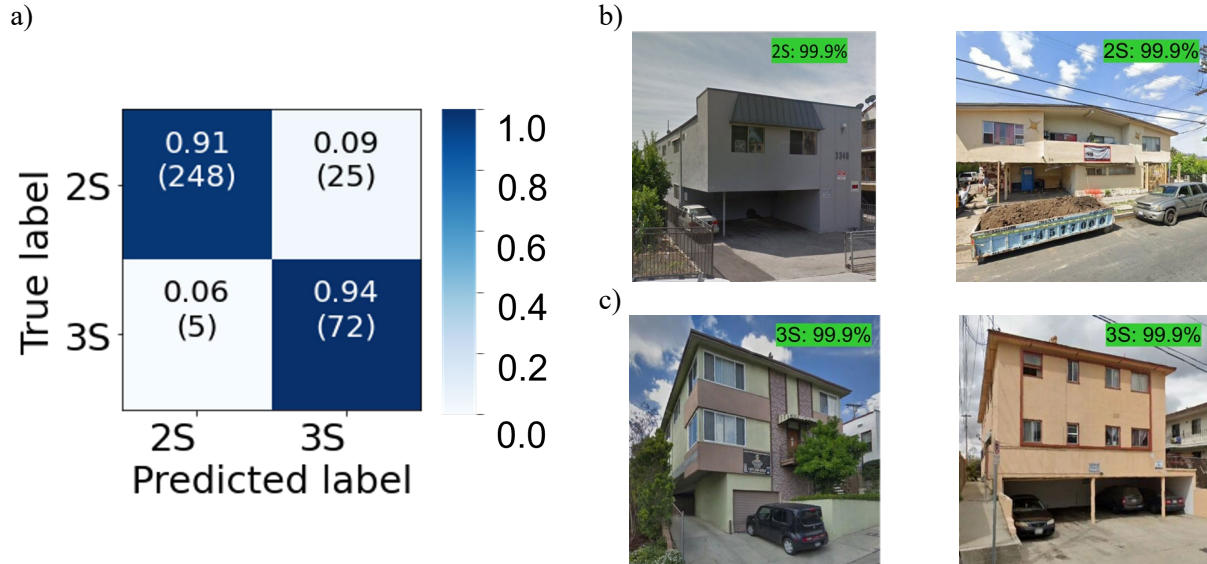 a)
0.91
(248)
0.09
(25)
0.06
(5)
0.94
(72)
2S
3S
True label
2S
3S
Predicted label
1.0
0.8
0.6
0.4
0.2
0.0
b)
2S: 99.9%
3340
2S: 99.9%
c)
3S: 99.9%
3S: 99.9%